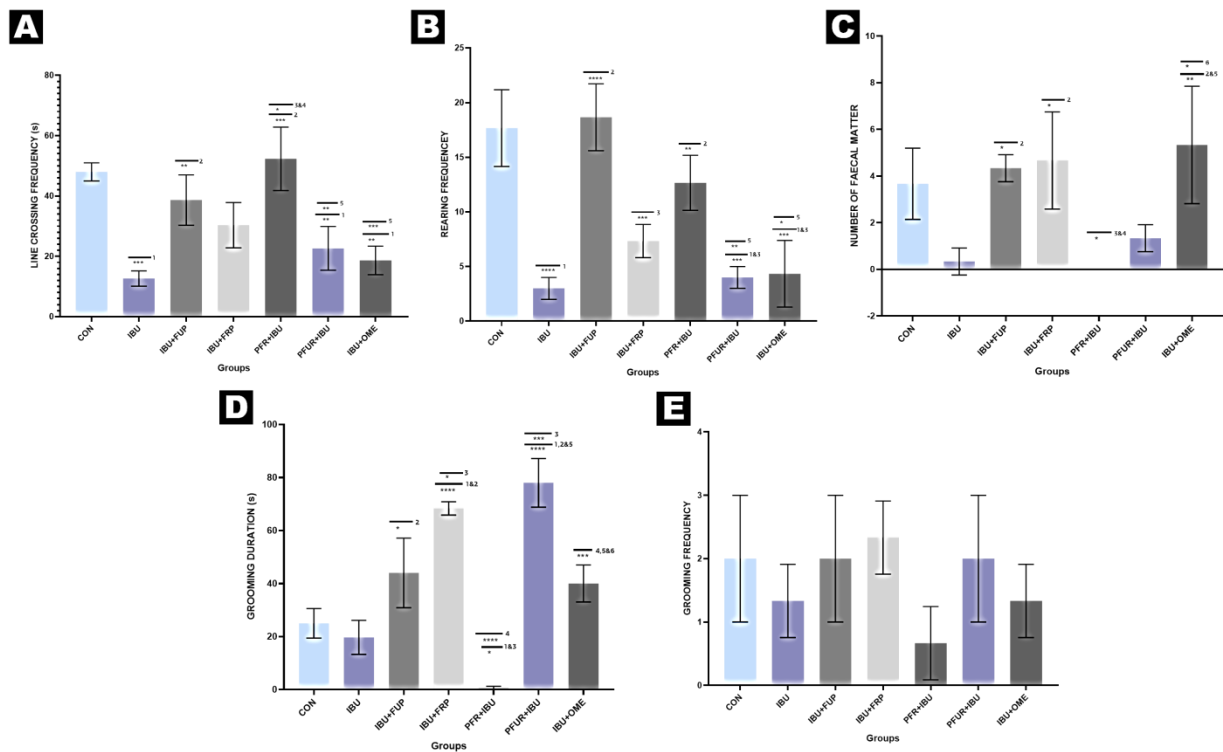 A
LINE CROSSING FREQUENCY (s)
80
60
40
20
0
1
***
2
**
3&4
*
2
***
5
**
1
**
5
***
1
**
CON
IBU
IBU+FUP
IBU+FRP
PFR+IBU
PFUR+IBU
IBU+OME
Groups
B
REARING FREQUENCEY
25
20
15
10
5
0
1
****
2
****
3
***
2
**
5
**
1&3
***
5
*
1&3
***
CON
IBU
IBU+FUP
IBU+FRP
PFR+IBU
PFUR+IBU
IBU+OME
Groups
C
NUMBER OF FAECAL MATTER
10
8
6
4
2
0
-2
2
*
2
*
3&4
*
6
*
2&5
**
CON
IBU
IBU+FUP
IBU+FRP
PFR+IBU
PFUR+IBU
IBU+OME
Groups
D
GROOMING DURATION (s)
100
80
60
40
20
0
2
*
3
*
1&2
****
4
****
1&3
*
3
***
1,2&5
****
4,5&6
***
CON
IBU
IBU+FUP
IBU+FRP
PFR+IBU
PFUR+IBU
IBU+OME
Groups
E
GROOMING FREQUENCY
4
3
2
1
0
CON
IBU
IBU+FUP
IBU+FRP
PFR+IBU
PFUR+IBU
IBU+OME
Groups